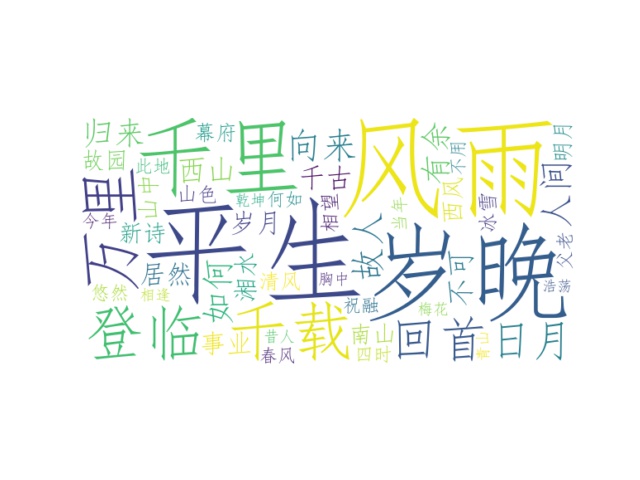 归来
千里
幕府
向来
风雨
有余
不用
明月
故园
此地
山中
西山
山色
千古
乾坤
何如
相望
当年
西风
冰雪
人间
父老
万里
今年
新诗
平生
岁月
故人
岁晚
不可
浩荡
居然
如何
湘水
清风
胸中
悠然
相逢
祝融
梅花
登临
事业
千载
昔人
春风
南山
四时
回首
青山
日月